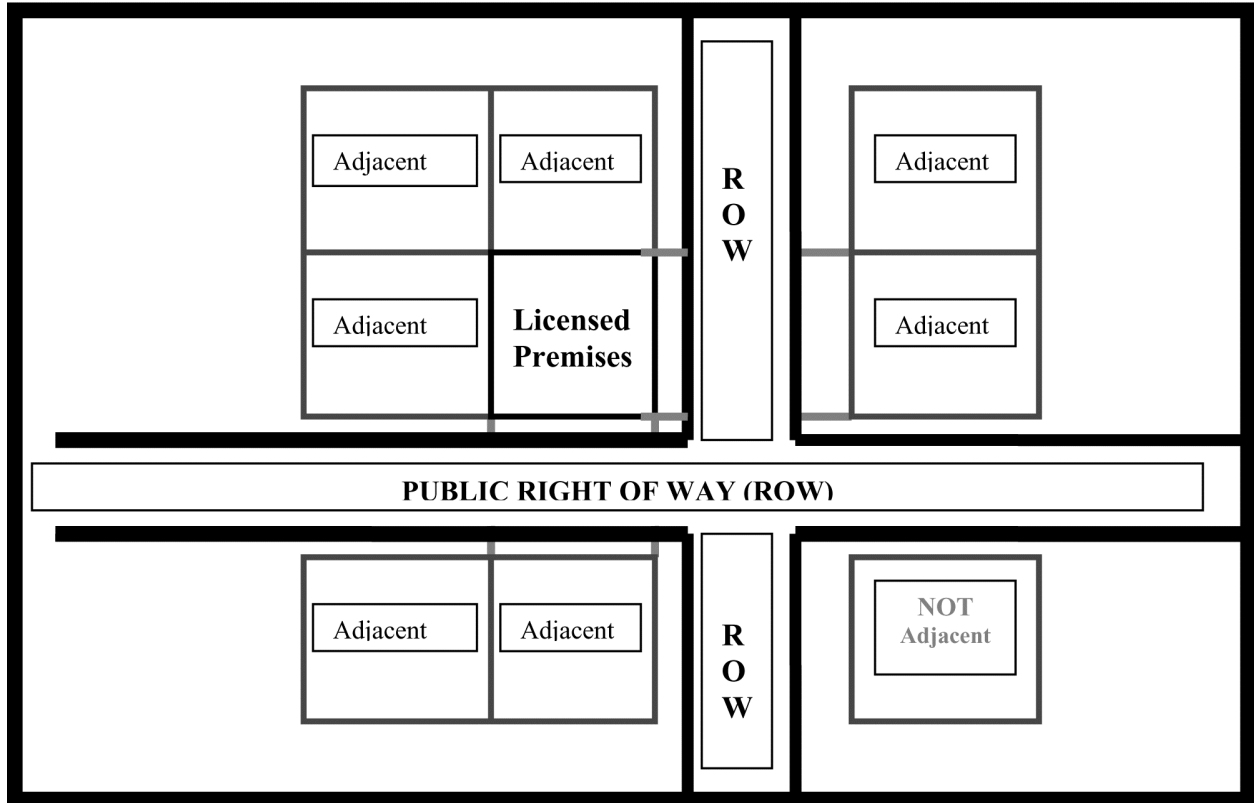 Adjacent
Adjacent
Adjacent
R
O
W
Adjacent
Licensed
Premises
Adjacent
PUBLIC RIGHT OF WAY (ROW)
Adjacent
Adjacent
R
O
W
NOT
Adjacent